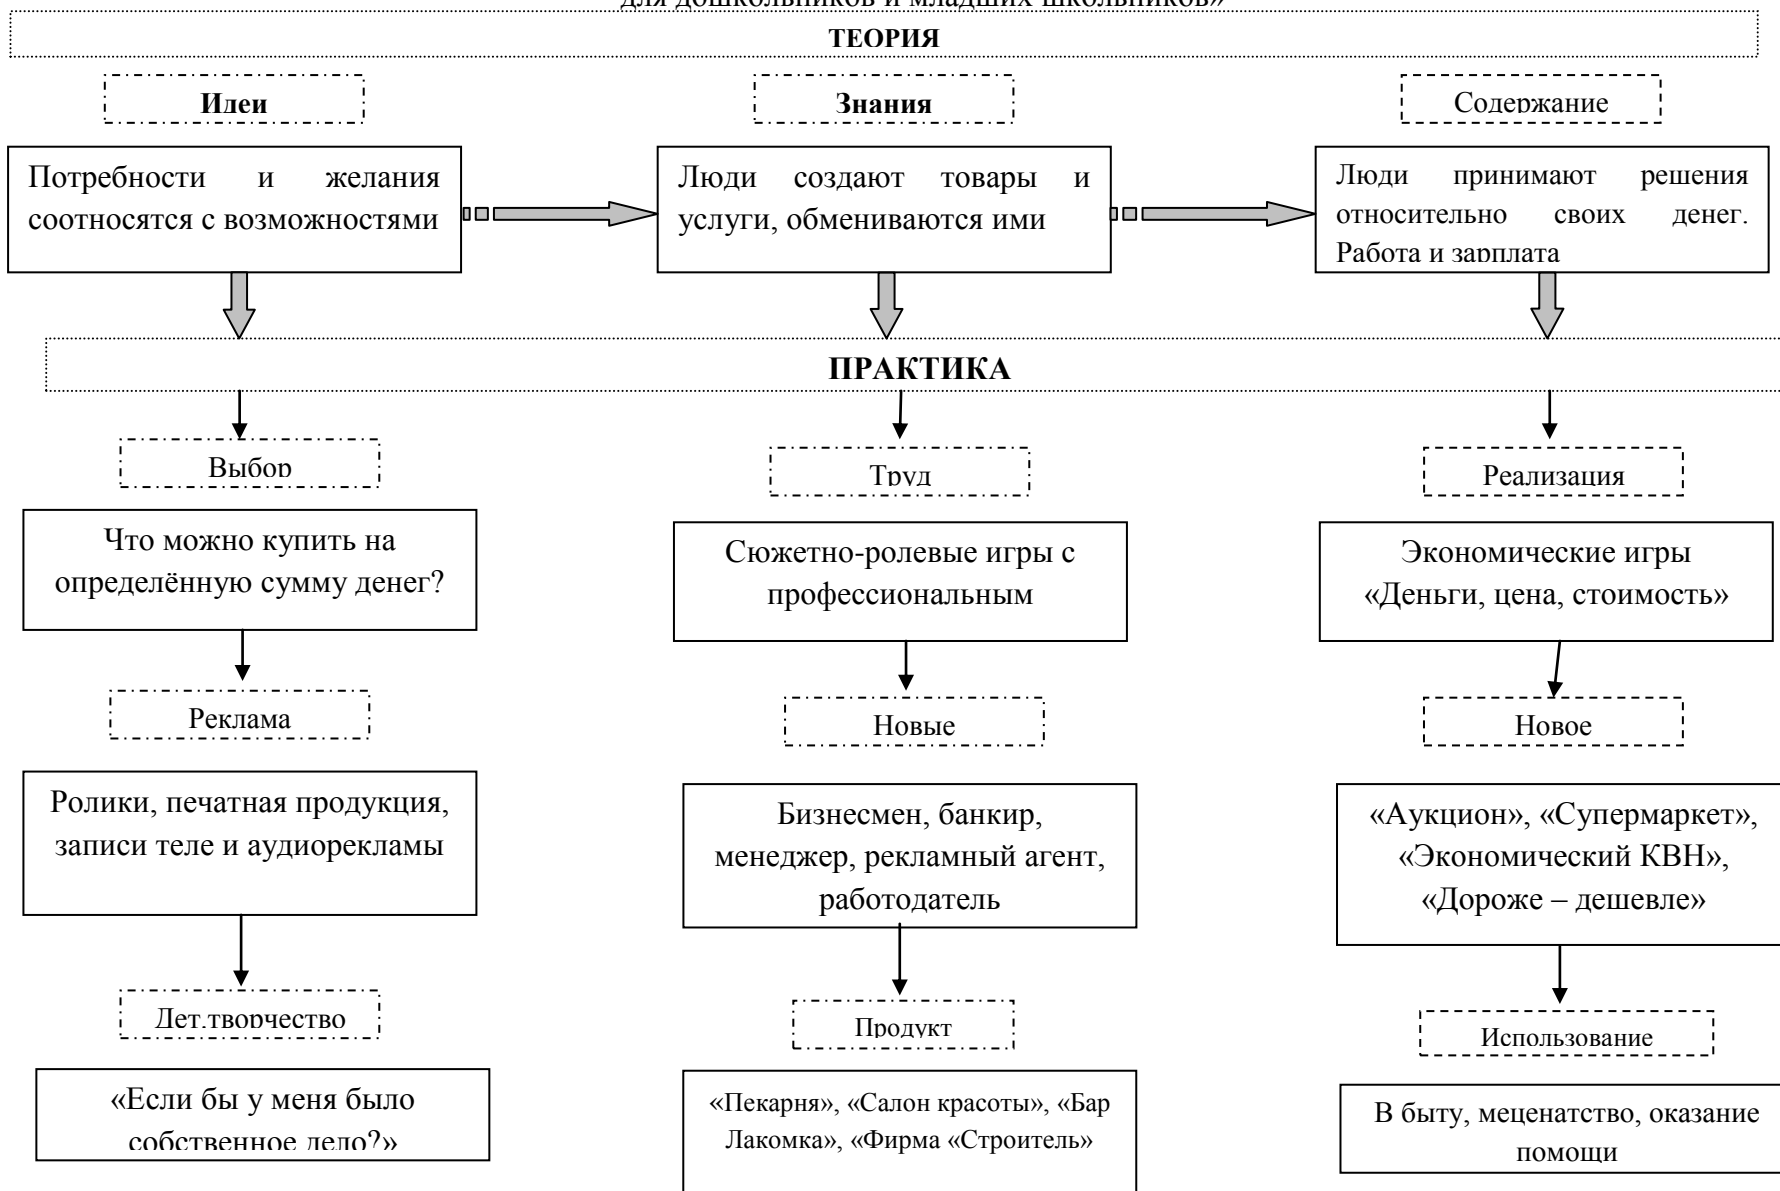 для дошкольников и младших школьников»
ТЕОРИЯ
Идеи
Знания
Содержание
Потребности и желания
соотносятся с возможностями
Люди создают товары и
услуги, обмениваются ими
Люди принимают решения
относительно своих денег.
Работа и зарплата
ПРАКТИКА
Выбор
Труд
Реализация
Что можно купить на
определённую сумму денег?
Сюжетно-ролевые игры с
профессиональным
Экономические игры
«Деньги, цена, стоимость»
Реклама
Новые
Новое
Ролики, печатная продукция,
записи теле и аудиорекламы
Бизнесмен, банкир,
менеджер, рекламный агент,
работодатель
«Аукцион», «Супермаркет»,
«Экономический КВН»,
«Дороже – дешевле»
Дет.творчество
Продукт
Использование
«Если бы у меня было
собственное дело?»
«Пекарня», «Салон красоты», «Бар
Лакомка», «Фирма «Строитель»
В быту, меценатство, оказание
помощи